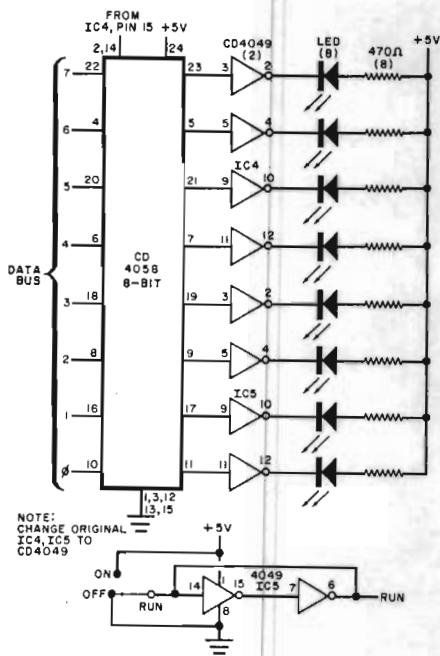 FROM
IC4, PIN 15 +5V
2,14 24
CD4049
(2)
LED
(8)
470Ω
(8)
+5V
7 22 23 3 2
6 4 5 5 4
IC4
5 20 21 9 10
4 6 7 11 12
DATA
BUS
CD
4058
8-BIT
3 18 19 3 2
2 8 9 5 4
IC5
1 16 17 9 10
Ø 10 11 11 12
1,3,12
13,15
NOTE:
CHANGE ORIGINAL
IC4, IC5 TO
CD4049
+5V
ON
OFF
RUN
14 1 15
4049
IC5
7 6
RUN
8